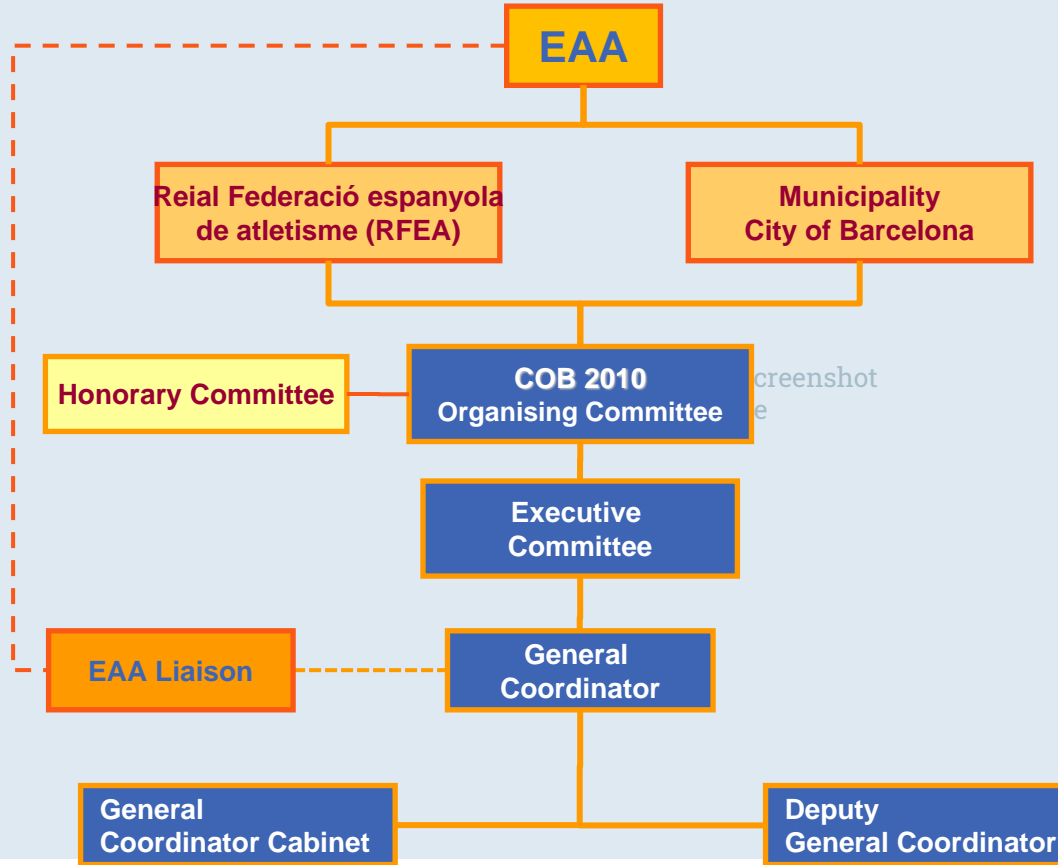 EAA
Reial Federació espanyola
de atletisme (RFEA)
Municipality
City of Barcelona
Honorary Committee
COB 2010
Organising Committee
creenshot
e
Executive
Committee
EAA Liaison
General
Coordinator
General
Coordinator Cabinet
Deputy
General Coordinator